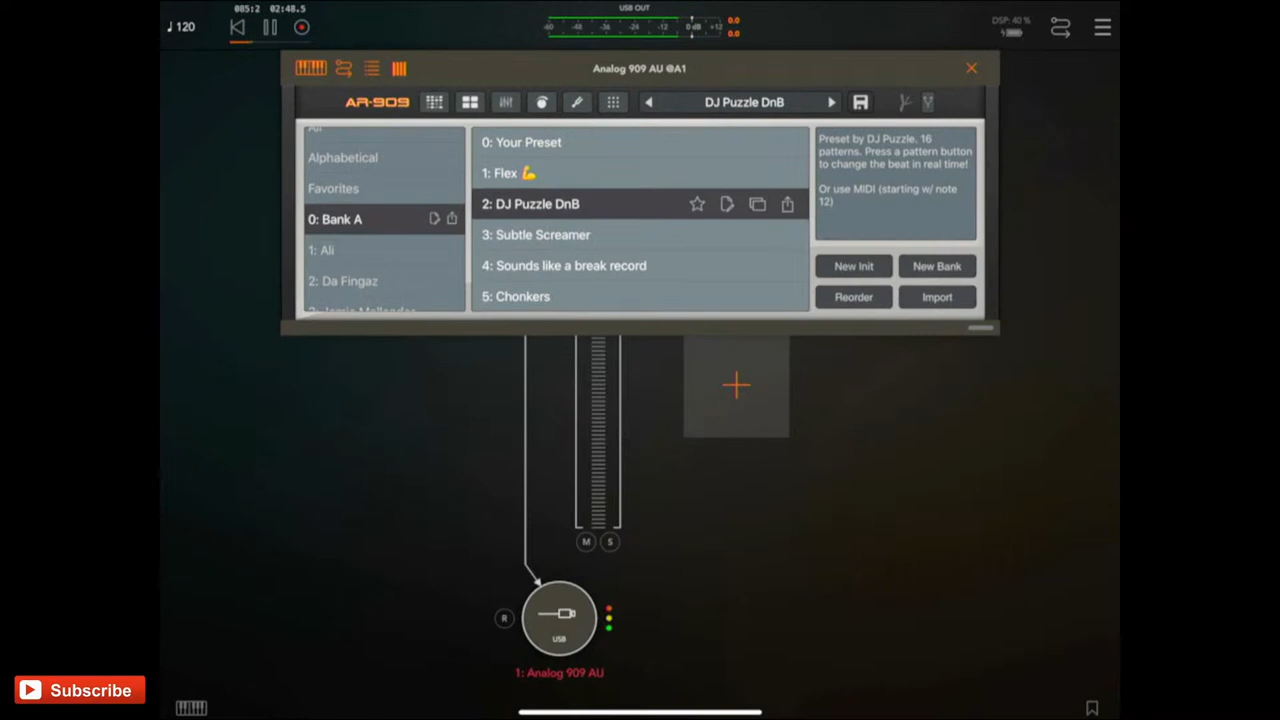 085:2 02:48.5
USB OUT
♩ 120
-60 -48 -36 -24 -12 0 dB +12
0.0
0.0
DSP: 40 %
Analog 909 AU @A1
AR-909
DJ Puzzle DnB
All
Alphabetical
Favorites
0: Bank A
1: Ali
2: Da Fingaz
0: Your Preset
1: Flex 💪
2: DJ Puzzle DnB
3: Subtle Screamer
4: Sounds like a break record
5: Chonkers
Preset by DJ Puzzle. 16
patterns. Press a pattern button
to change the beat in real time!
Or use MIDI (starting w/ note
12)
New Init
New Bank
Reorder
Import
M S
R
USB
1: Analog 909 AU
Subscribe